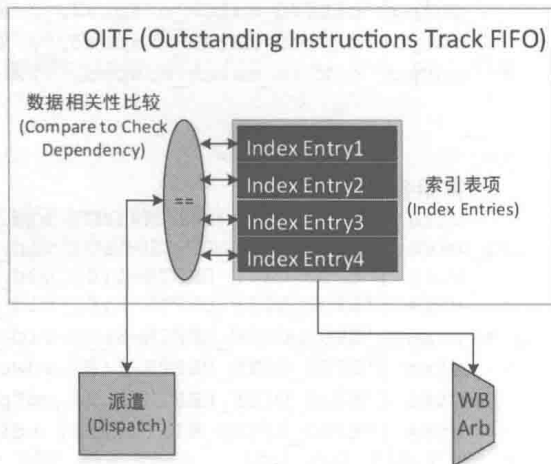 OITF (Outstanding Instructions Track FIFO)
数据相关性比较
(Compare to Check
Dependency)
==
Index Entry1
Index Entry2
Index Entry3
Index Entry4
索引表项
(Index Entries)
派遣
(Dispatch)
WB
Arb